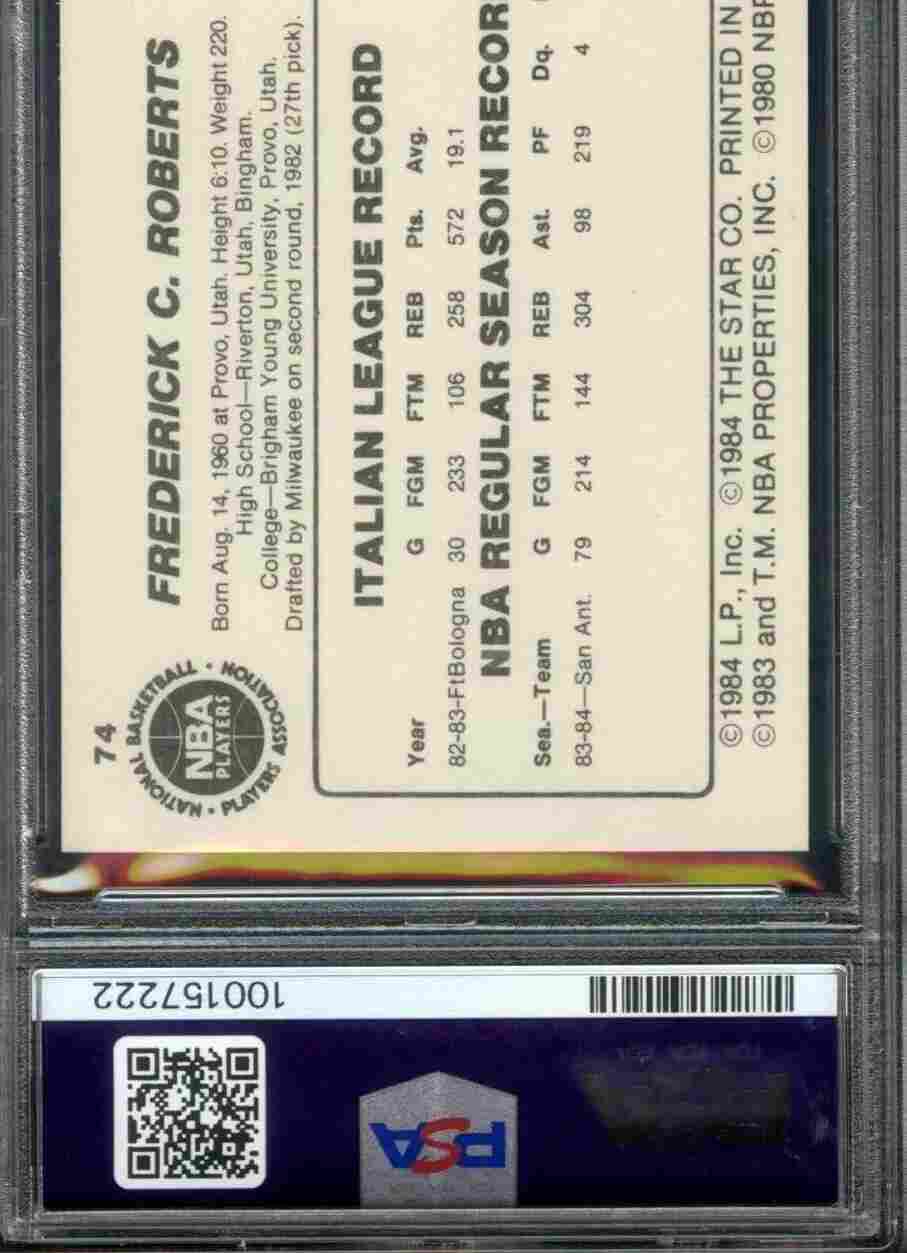 74
NATIONAL BASKETBALL
NBA
PLAYERS
PLAYERS ASSOCIATION
FREDERICK C. ROBERTS
Born Aug. 14, 1960 at Provo, Utah. Height 6:10. Weight 220.
High School—Riverton, Utah, Bingham.
College—Brigham Young University, Provo, Utah.
Drafted by Milwaukee on second round, 1982 (27th pick).
ITALIAN LEAGUE RECORD
Year G FGM FTM REB Pts. Avg.
82-83-FtBologna 30 233 106 258 572 19.1
NBA REGULAR SEASON RECOR
Sea.—Team G FGM FTM REB Ast. PF Dq.
83-84—San Ant. 79 214 144 304 98 219 4
©1984 L.P., Inc. ©1984 THE STAR CO. PRINTED IN
©1983 and T.M. NBA PROPERTIES, INC. ©1980 NBP
100157222
PSA